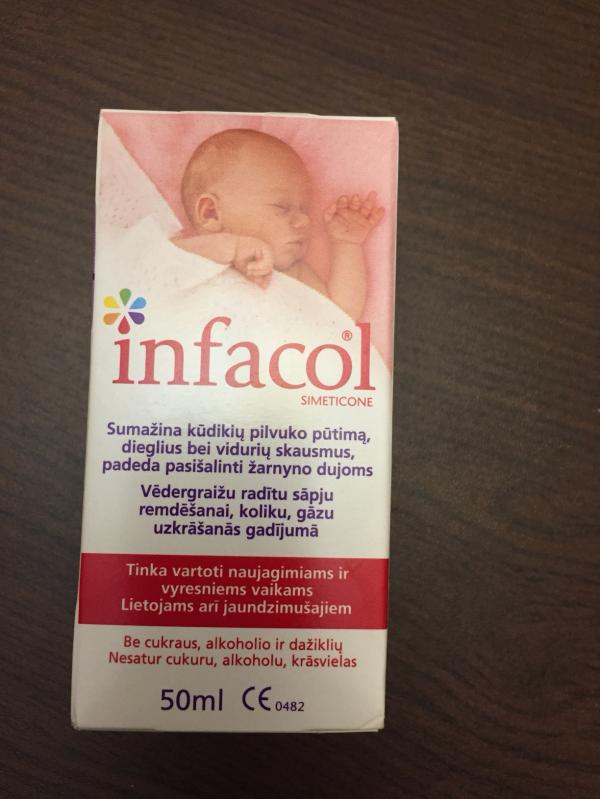 infacol®
SIMETICONE
Sumažina kūdikių pilvuko pūtimą,
dieglius bei vidurių skausmus,
padeda pasišalinti žarnyno dujoms
Vēdergraižu radītu sāpju
remdēšanai, koliku, gāzu
uzkrāšanās gadījumā
Tinka vartoti naujagimiams ir
vyresniems vaikams
Lietojams arī jaundzimušajiem
Be cukraus, alkoholio ir dažiklių
Nesatur cukuru, alkoholu, krāsvielas
50ml CE 0482